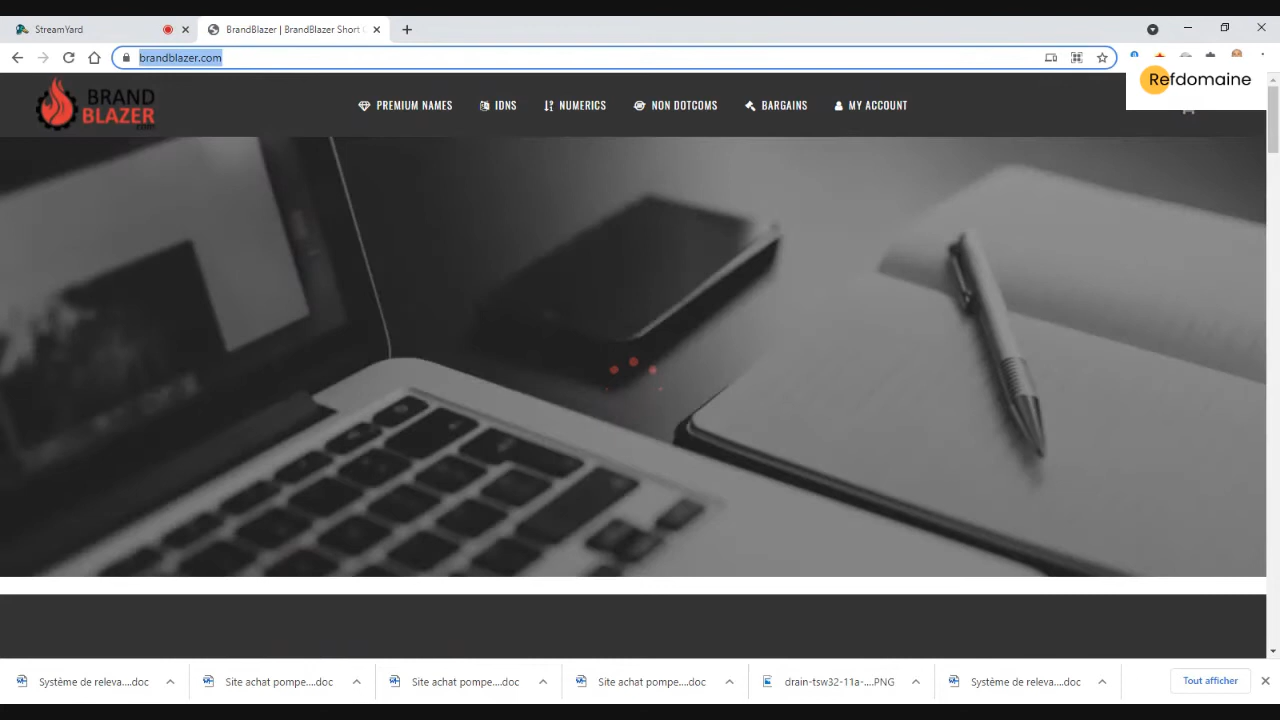 StreamYard
BrandBlazer | BrandBlazer Short
brandblazer.com
Refdomaine
BRAND
BLAZER
.com
PREMIUM NAMES
IDNS
NUMERICS
NON DOTCOMS
BARGAINS
MY ACCOUNT
Système de releva....doc
Site achat pompe....doc
Site achat pompe....doc
Site achat pompe....doc
drain-tsw32-11a-....PNG
Système de releva....doc
Tout afficher